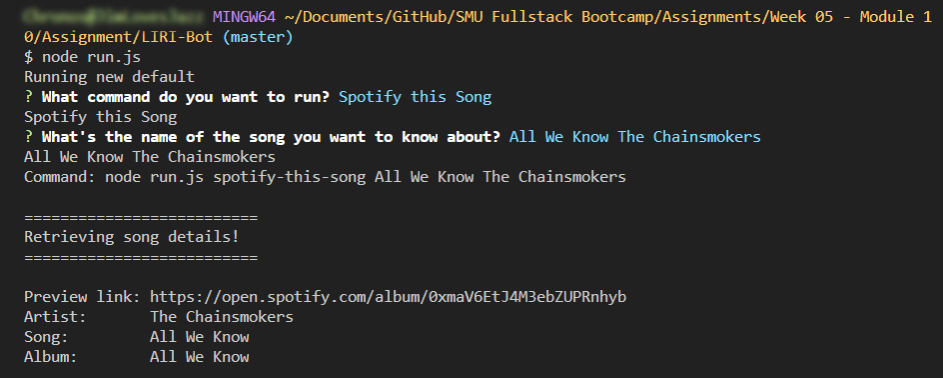 MINGW64 ~/Documents/GitHub/SMU Fullstack Bootcamp/Assignments/Week 05 - Module 1
0/Assignment/LIRI-Bot (master)
$ node run.js
Running new default
? What command do you want to run? Spotify this Song
Spotify this Song
? What's the name of the song you want to know about? All We Know The Chainsmokers
All We Know The Chainsmokers
Command: node run.js spotify-this-song All We Know The Chainsmokers
==========================
Retrieving song details!
==========================
Preview link: https://open.spotify.com/album/0xmaV6EtJ4M3ebZUPRnhyb
Artist: The Chainsmokers
Song: All We Know
Album: All We Know